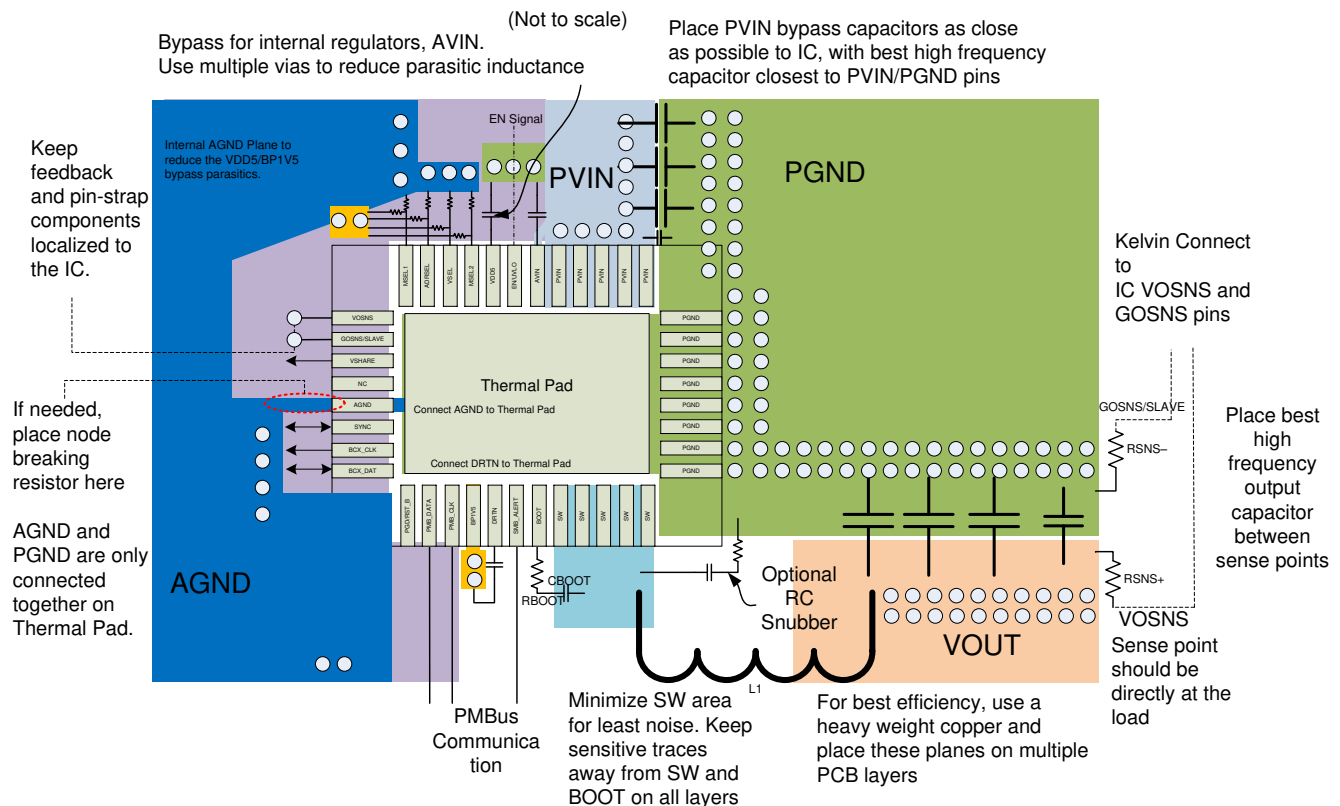 (Not to scale)
Bypass for internal regulators, AVIN.
Use multiple vias to reduce parasitic inductance
Place PVIN bypass capacitors as close
as possible to IC, with best high frequency
capacitor closest to PVIN/PGND pins
Keep
feedback
and pin-strap
components
localized to
the IC.
Internal AGND Plane to
reduce the VDD5/BP1V5
bypass parasitics.
EN Signal
PVIN
PGND
Kelvin Connect
to
IC VOSNS and
GOSNS pins
MSEL1
ADRSEL
VSEL
MSEL2
VDD5
EN/UVLO
AVIN
PVIN
PVIN
PVIN
PVIN
PVIN
VOSNS
GOSNS/SLAVE
VSHARE
NC
AGND
SYNC
BCX_CLK
BCX_DAT
Thermal Pad
Connect AGND to Thermal Pad
Connect DRTN to Thermal Pad
PGND
PGND
PGND
PGND
PGND
PGND
PGND
PGND
If needed,
place node
breaking
resistor here
GOSNS/SLAVE
RSNS–
Place best
high
frequency
output
capacitor
between
sense points
PGD/RST_B
PMB_DATA
PMB_CLK
BP1V5
DRTN
SMB_ALERT
BOOT
SW
SW
SW
SW
SW
AGND and
PGND are only
connected
together on
Thermal Pad.
AGND
CBOOT
RBOOT
Optional
RC
Snubber
RSNS+
VOUT
VOSNS
Sense point
should be
directly at the
load
L1
PMBus
Communica
tion
Minimize SW area
for least noise. Keep
sensitive traces
away from SW and
BOOT on all layers
For best efficiency, use a
heavy weight copper and
place these planes on multiple
PCB layers